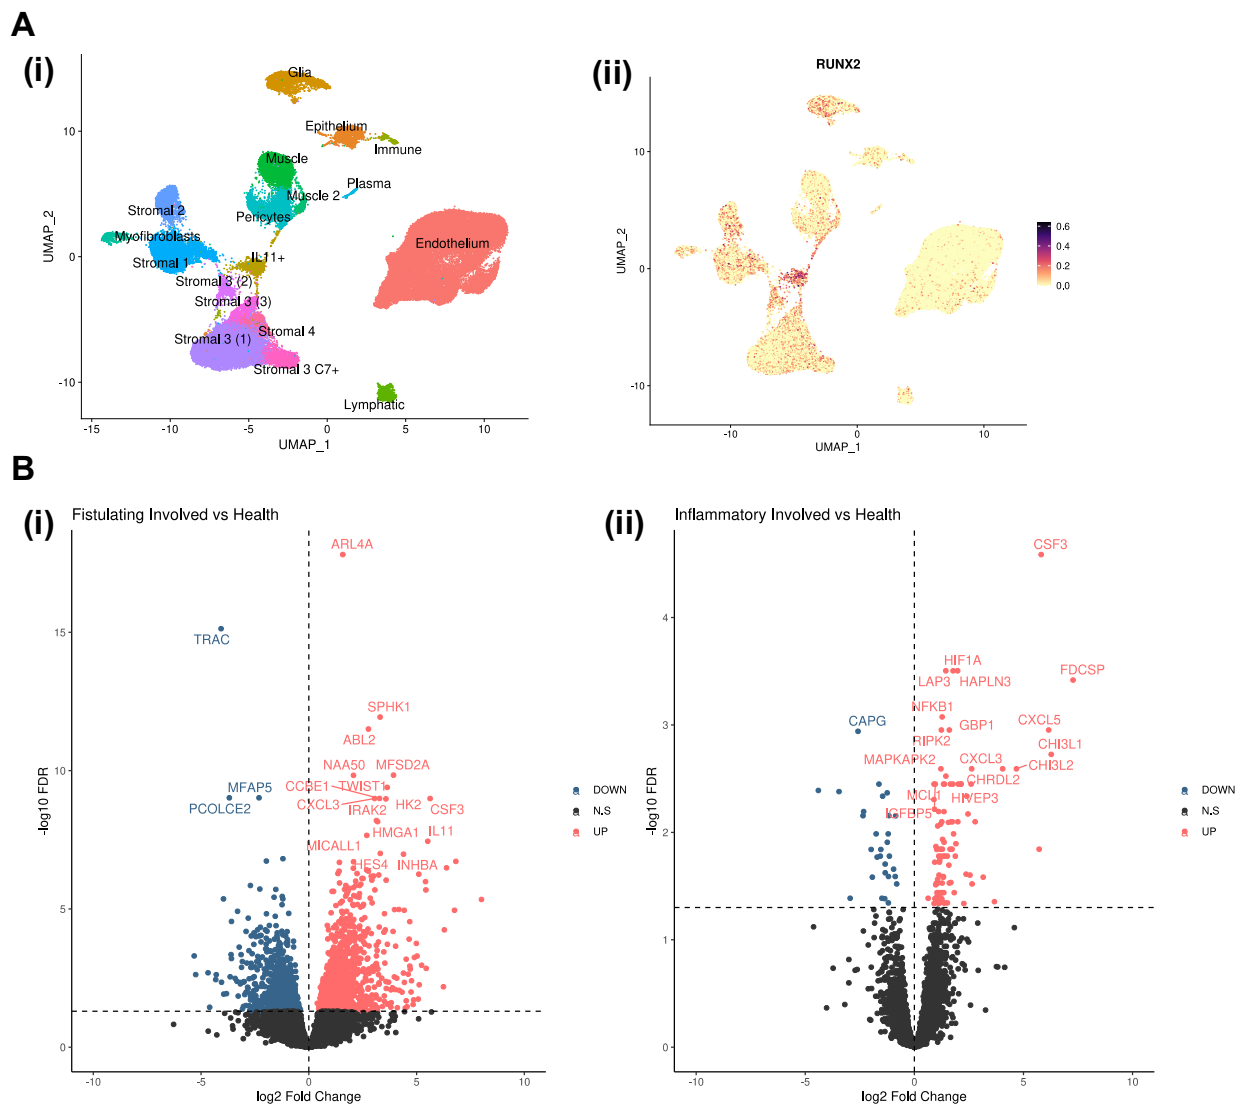 A
(i)
Glia
Epithelium
Immune
Muscle
Plasma
Muscle 2
Stromal 2
Pericytes
Myofibroblasts
Endothelium
Stromal 1
IL11+
Stromal 3 (2)
Stromal 3 (3)
Stromal 3 (1)
Stromal 4
Stromal 3 C7+
Lymphatic
10
0
-10
UMAP_2
-15
-10
-5
0
5
10
UMAP_1
(ii)
RUNX2
10
0
-10
UMAP_2
-10
0
10
UMAP_1
0.6
0.4
0.2
0,0
B
(i)
Fistulating Involved vs Health
ARL4A
TRAC
SPHK1
ABL2
NAA50
MFSD2A
CCBE1
TWIST1
MFAP5
PCOLCE2
CXCL3
HK2
CSF3
IRAK2
HMGA1
IL11
MICALL1
HES4
INHBA
15
10
5
0
-log10 FDR
-10
-5
0
5
10
log2 Fold Change
a DOWN
a N.S
a UP
(ii)
Inflammatory Involved vs Health
CSF3
HIF1A
FDCSP
LAP3
HAPLN3
NFKB1
CAPG
GBP1
CXCL5
RIPK2
CHI3L1
MAPKAPK2
CXCL3
CHI3L2
CHRDL2
MCL1
HIVEP3
IGFBP5
4
3
2
1
0
-log10 FDR
-10
-5
0
5
10
log2 Fold Change
a DOWN
a N.S
a UP